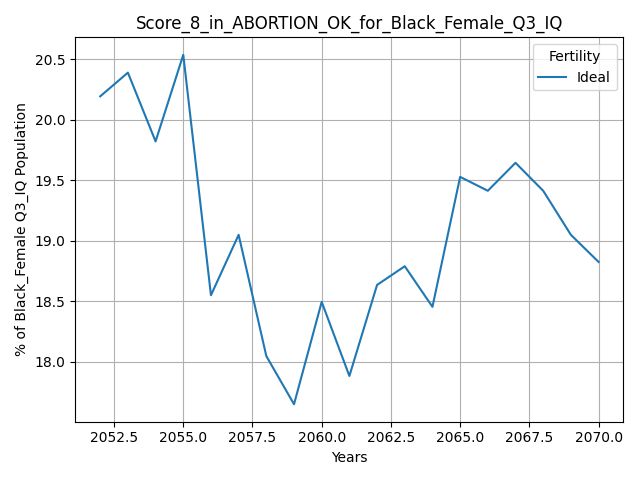 Score_8_in_ABORTION_OK_for_Black_Female_Q3_IQ
Fertility
Ideal
% of Black_Female Q3_IQ Population
20.5
20.0
19.5
19.0
18.5
18.0
2052.5 2055.0 2057.5 2060.0 2062.5 2065.0 2067.5 2070.0
Years